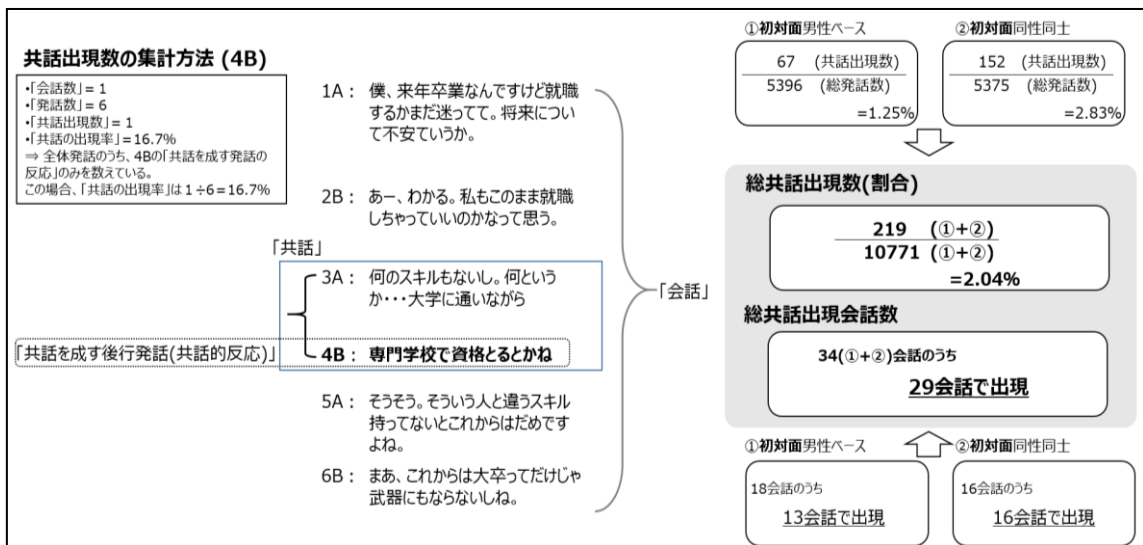 共話出現数の集計方法 (4B)
•「会話数」= 1
•「発話数」= 6
•「共話出現数」= 1
•「共話の出現率」=16.7%
⇒ 全体発話のうち、4Bの「共話を成す発話の
反応」のみを数えている。
この場合、「共話の出現率」は１÷6＝16.7%
1A： 僕、来年卒業なんですけど就職
するかまだ迷ってて。将来につい
て不安ていうか。
2B： あー、わかる。私もこのまま就職
しちゃっていいのかなって思う。
「共話」
3A： 何のスキルもないし。何という
か・・・大学に通いながら
「共話を成す後行発話(共話的反応)」
4B： 専門学校で資格とるとかね
5A： そうそう。そういう人と違うスキル
持ってないとこれからはだめです
よね。
6B： まあ、これからは大卒ってだけじゃ
武器にもならないしね。
「会話」
①初対面男性ベース
67 (共話出現数)
5396 (総発話数)
=1.25%
②初対面同性同士
152 (共話出現数)
5375 (総発話数)
=2.83%
総共話出現数(割合)
219 (①+②)
10771 (①+②)
=2.04%
総共話出現会話数
34(①+②)会話のうち
29会話で出現
①初対面男性ベース
18会話のうち
13会話で出現
②初対面同性同士
16会話のうち
16会話で出現